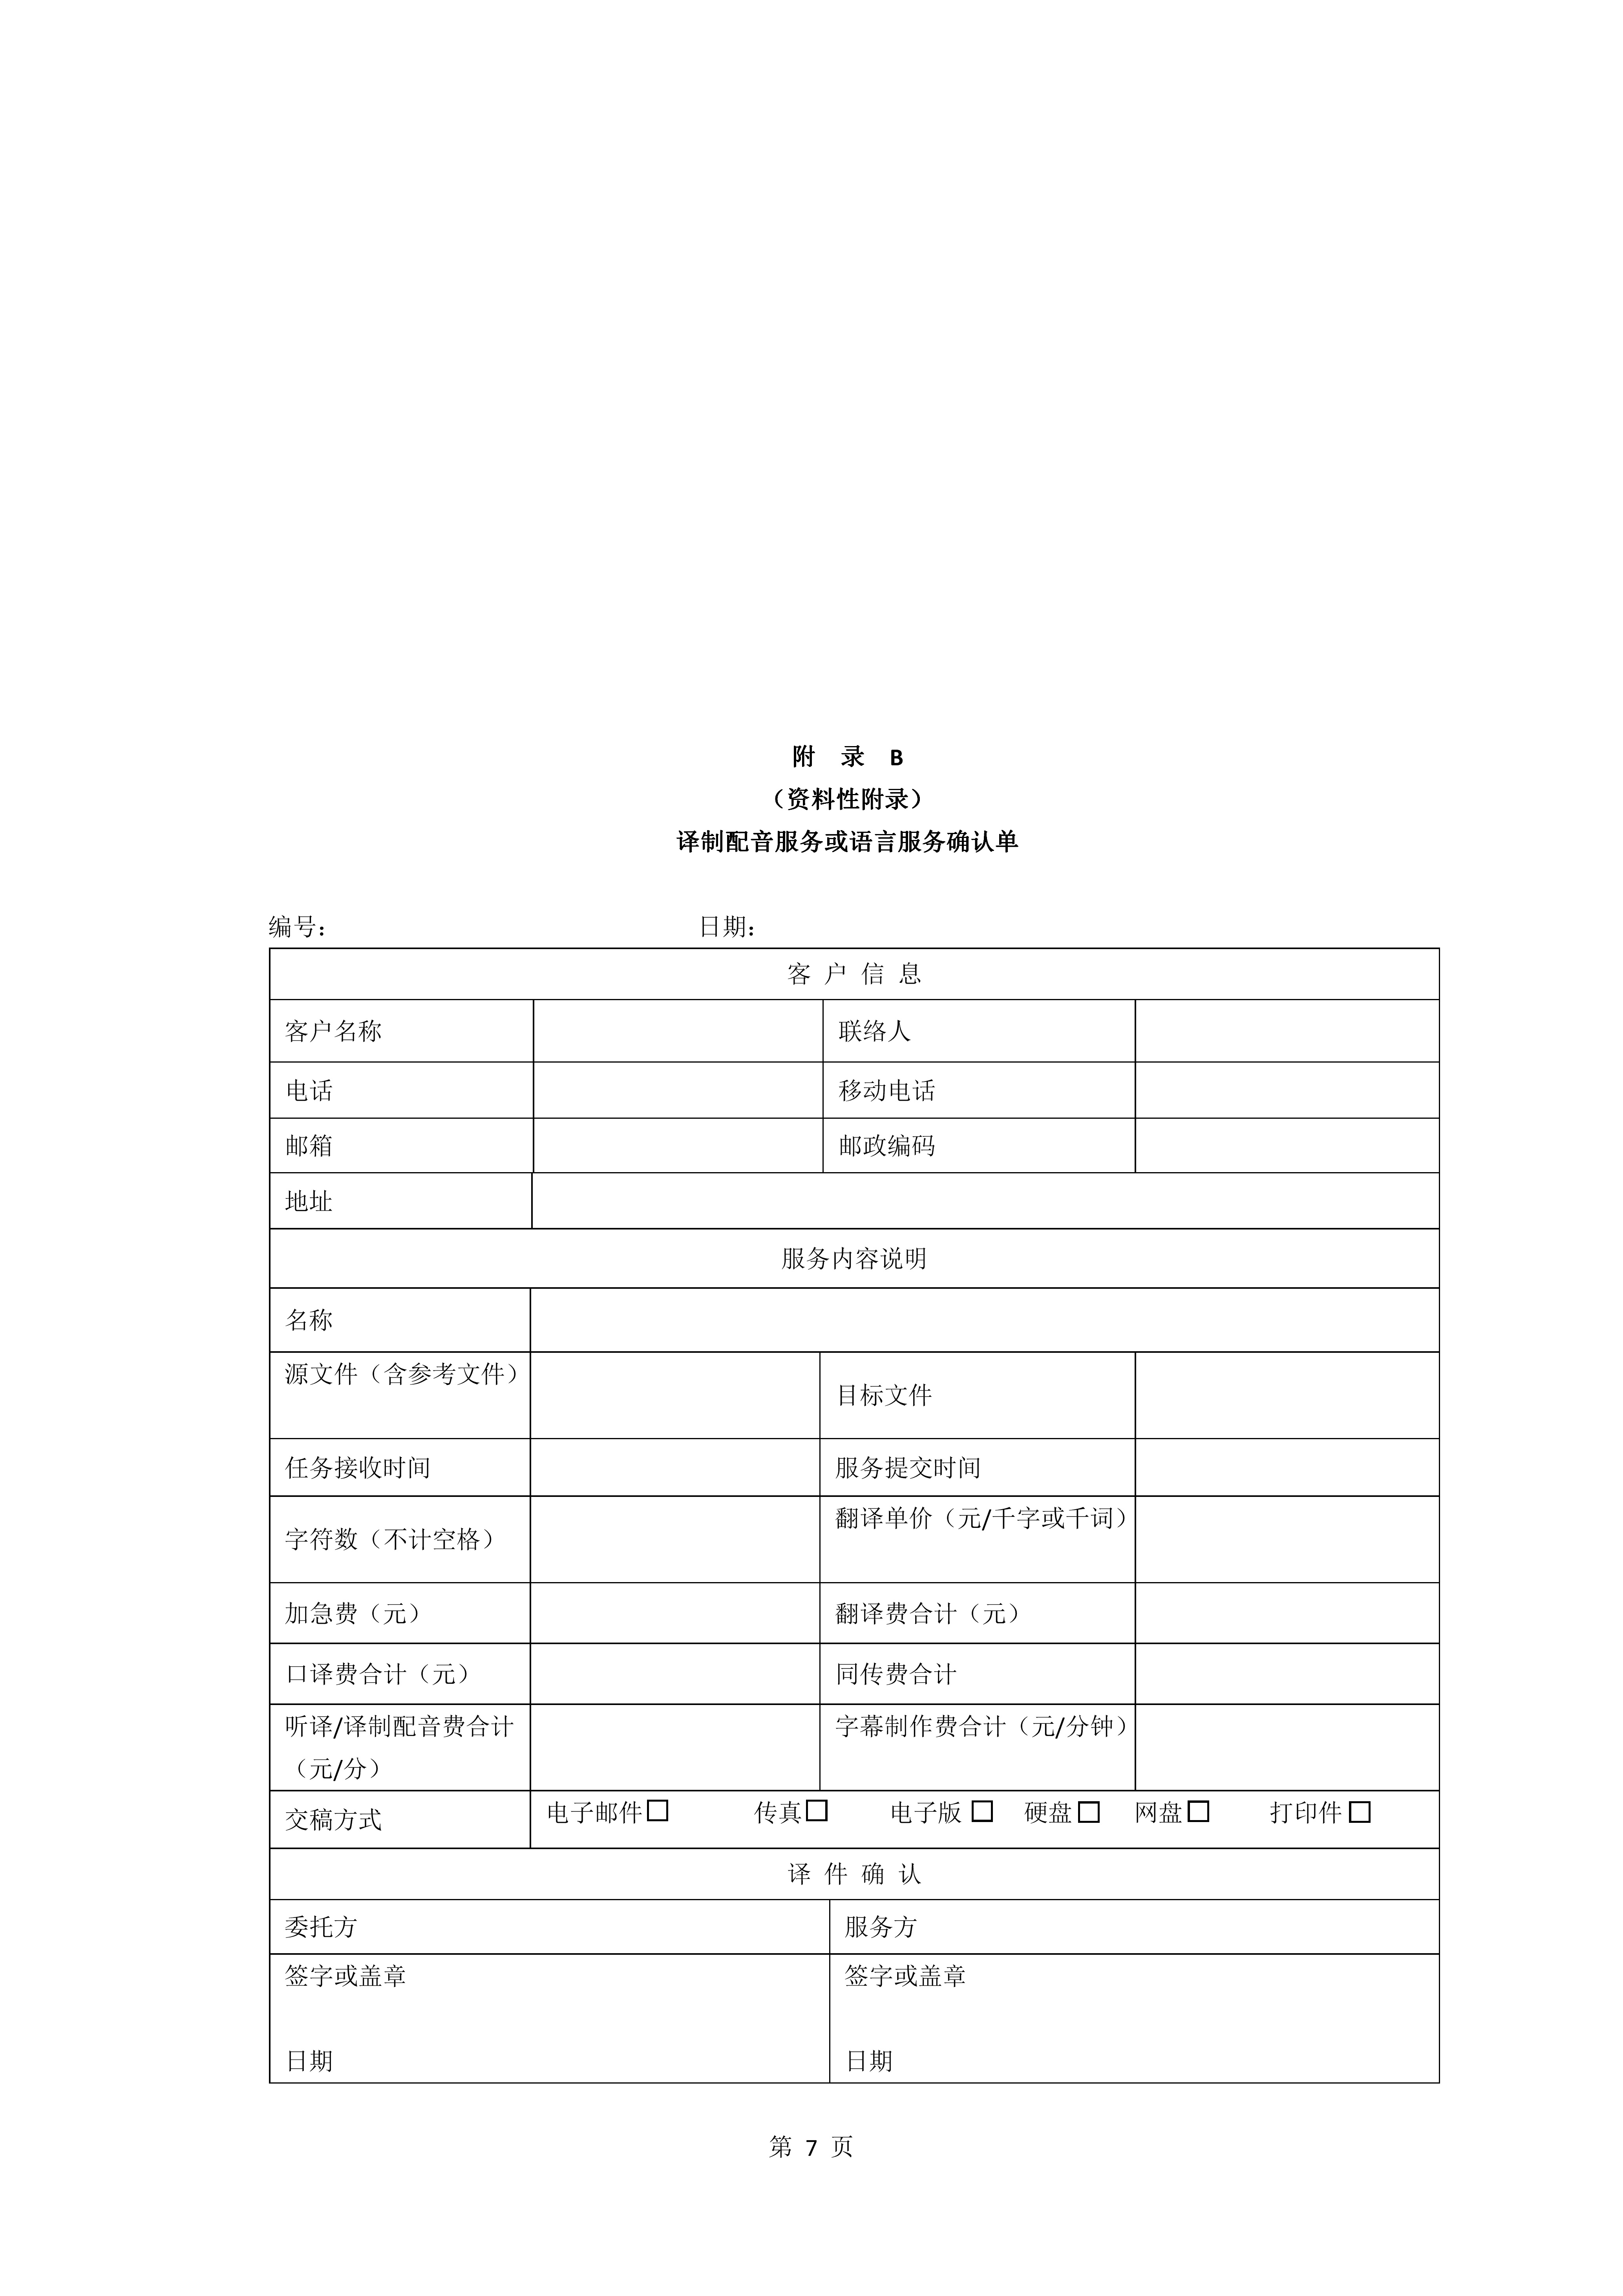 附 录 B
（资料性附录）
译制配音服务或语言服务确认单
编号： 日期：
客 户 信 息
客户名称 联络人
电话 移动电话
邮箱 邮政编码
地址
服务内容说明
名称
源文件（含参考文件） 目标文件
任务接收时间 服务提交时间
字符数（不计空格） 翻译单价（元/千字或千词）
加急费（元） 翻译费合计（元）
口译费合计（元） 同传费合计
听译/译制配音费合计 字幕制作费合计（元/分钟）
（元/分）
交稿方式 电子邮件□ 传真□ 电子版 □ 硬盘□ 网盘□ 打印件□
译 件 确 认
委托方 服务方
签字或盖章 签字或盖章
日期 日期
第 7 页